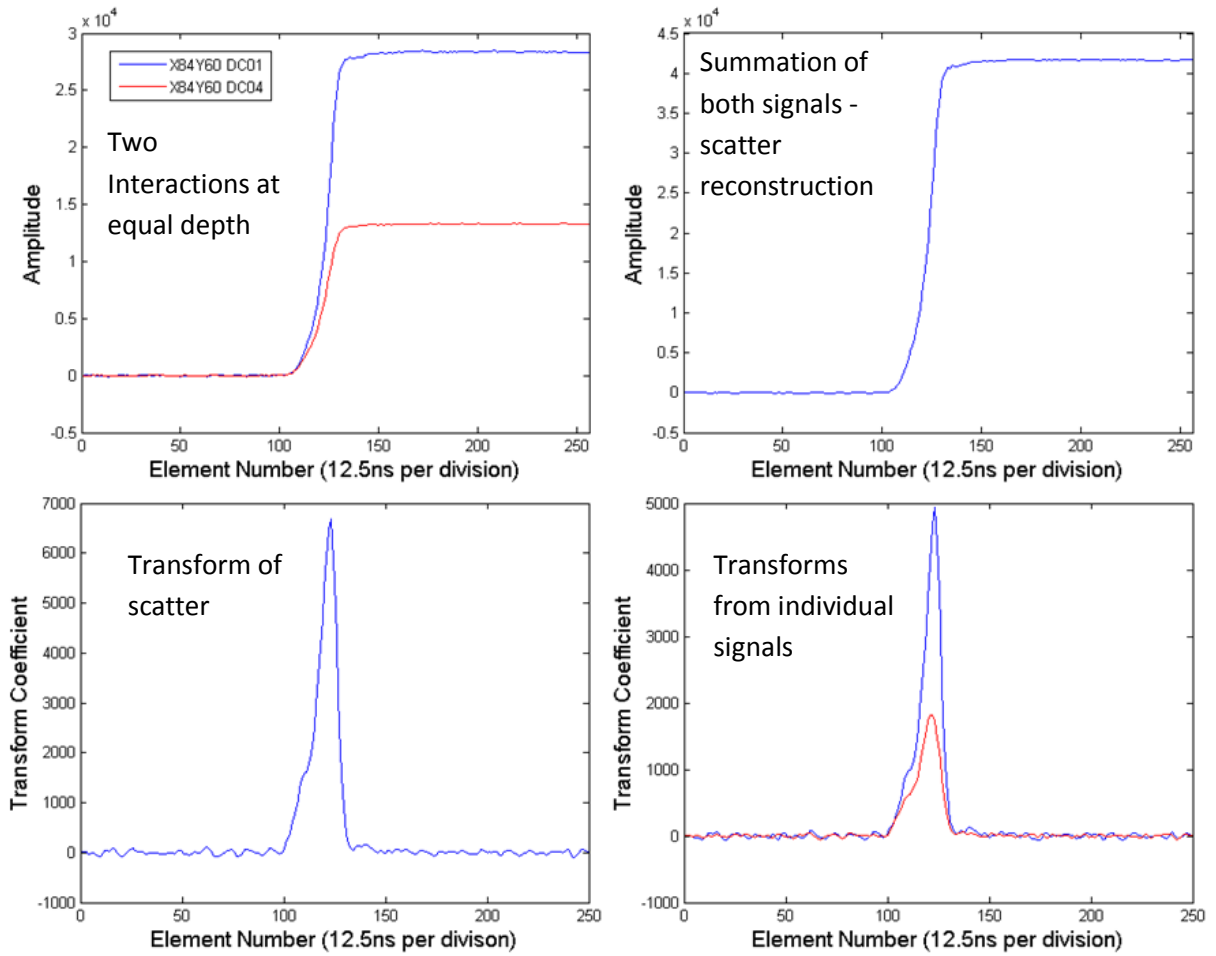 x 10^4
3
2.5
2
1.5
1
0.5
0
-0.5
0 50 100 150 200 250
X84Y60 DC01
X84Y60 DC04
Two
Interactions at
equal depth
Amplitude
Element Number (12.5ns per division)
x 10^4
4.5
4
3.5
3
2.5
2
1.5
1
0.5
0
-0.5
0 50 100 150 200 250
Summation of
both signals -
scatter
reconstruction
Amplitude
Element Number (12.5ns per division)
7000
6000
5000
4000
3000
2000
1000
0
-1000
0 50 100 150 200 250
Transform of
scatter
Transform Coefficient
Element Number (12.5ns per divison)
5000
4000
3000
2000
1000
0
-1000
0 50 100 150 200 250
Transforms
from individual
signals
Transform Coefficient
Element Number (12.5ns per division)